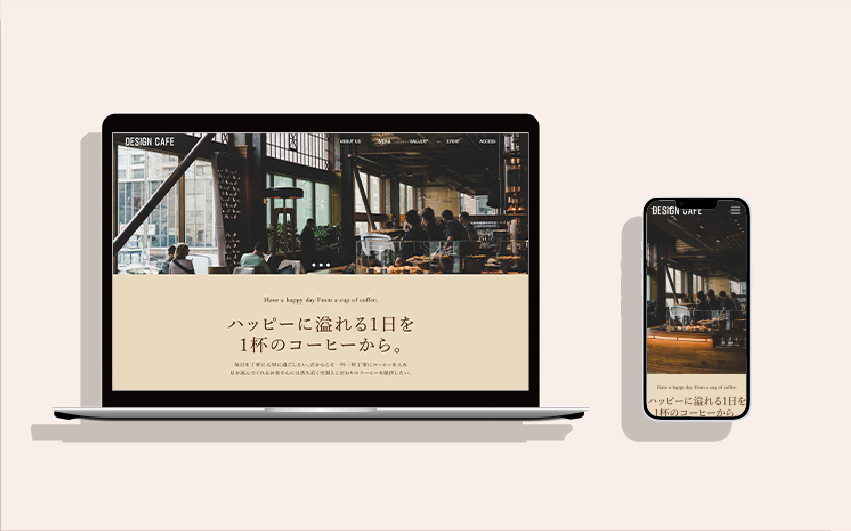 DESIGN CAFE
ABOUT US MENU GALLERY EVENT ACCESS
Have a happy day from a cup of coffee.
ハッピーに溢れる1日を
1杯のコーヒーから。
DESIGN CAFE
Have a happy day from a cup of coffee.
ハッピーに溢れる1日を
1杯のコーヒーから